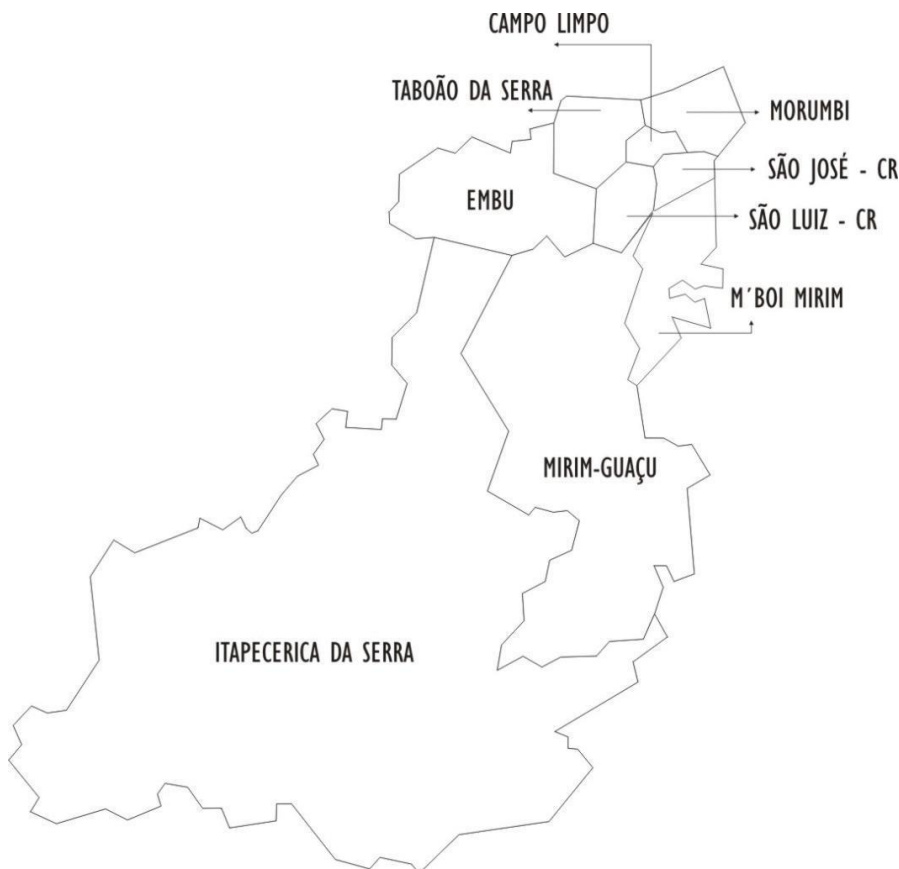 CAMPO LIMPO
TABOÃO DA SERRA
MORUMBI
SÃO JOSÉ - CR
EMBU
SÃO LUIZ - CR
M´BOI MIRIM
MIRIM-GUAÇU
ITAPECERICA DA SERRA